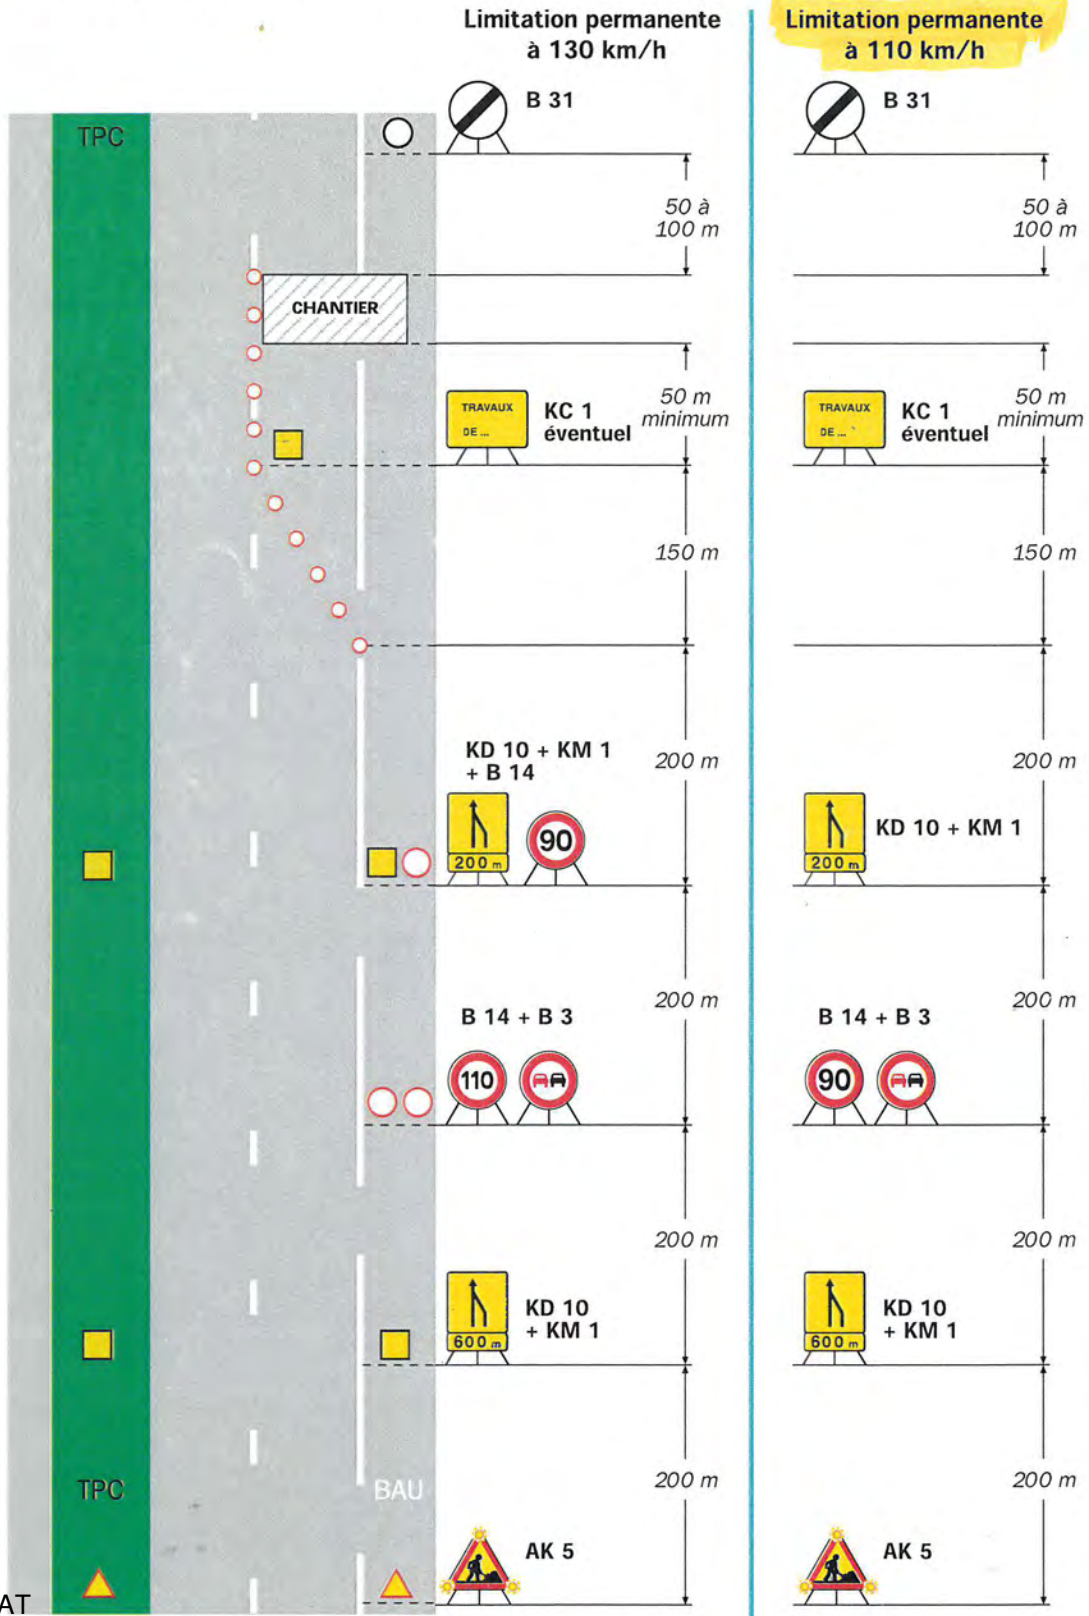 Limitation permanente
à 130 km/h
Limitation permanente
à 110 km/h
B 31
B 31
TPC
50 à
100 m
50 à
100 m
CHANTIER
TRAVAUX
DE ...
KC 1
éventuel
50 m
minimum
TRAVAUX
DE ...
KC 1
éventuel
50 m
minimum
150 m
150 m
KD 10 + KM 1
+ B 14
200 m
200 m
200 m
90
200 m
KD 10 + KM 1
200 m
200 m
B 14 + B 3
B 14 + B 3
110
90
200 m
200 m
KD 10
+ KM 1
600 m
KD 10
+ KM 1
600 m
TPC
BAU
200 m
200 m
AK 5
AK 5
AT